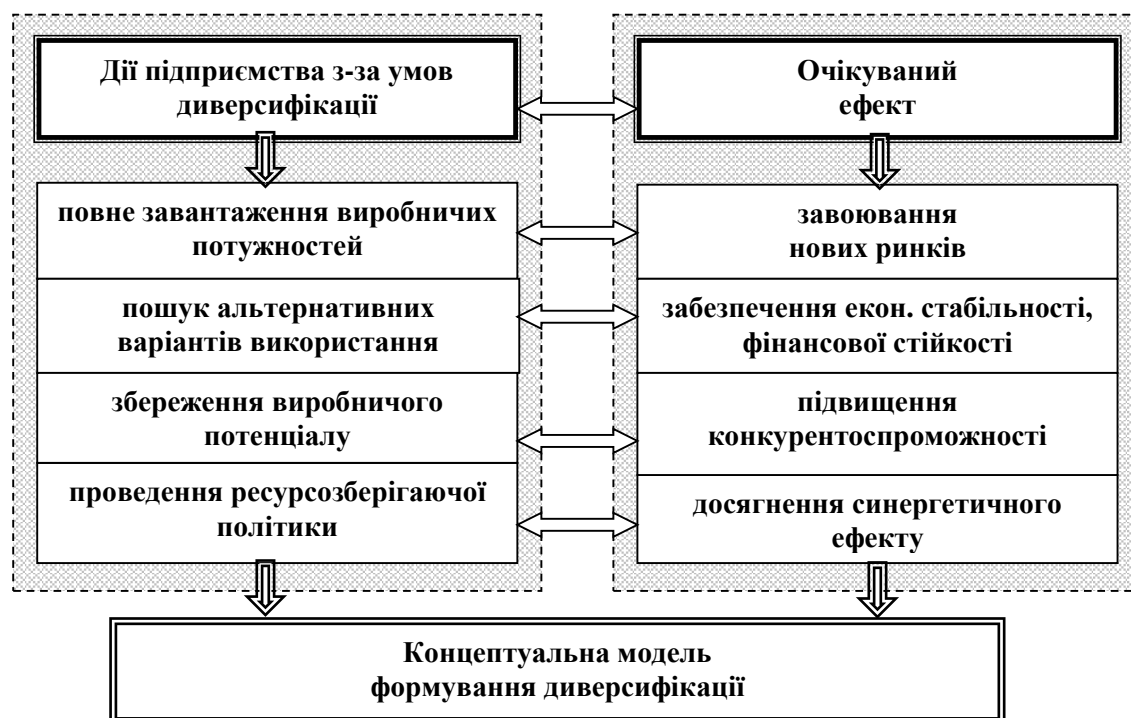 Дії підприємства з-за умов
диверсифікації
Очікуваний
ефект
повне завантаження виробничих
потужностей
завоювання
нових ринків
пошук альтернативних
варіантів використання
забезпечення екон. стабільності,
фінансової стійкості
збереження виробничого
потенціалу
підвищення
конкурентоспроможності
проведення ресурсозберігаючої
політики
досягнення синергетичного
ефекту
Концептуальна модель
формування диверсифікації